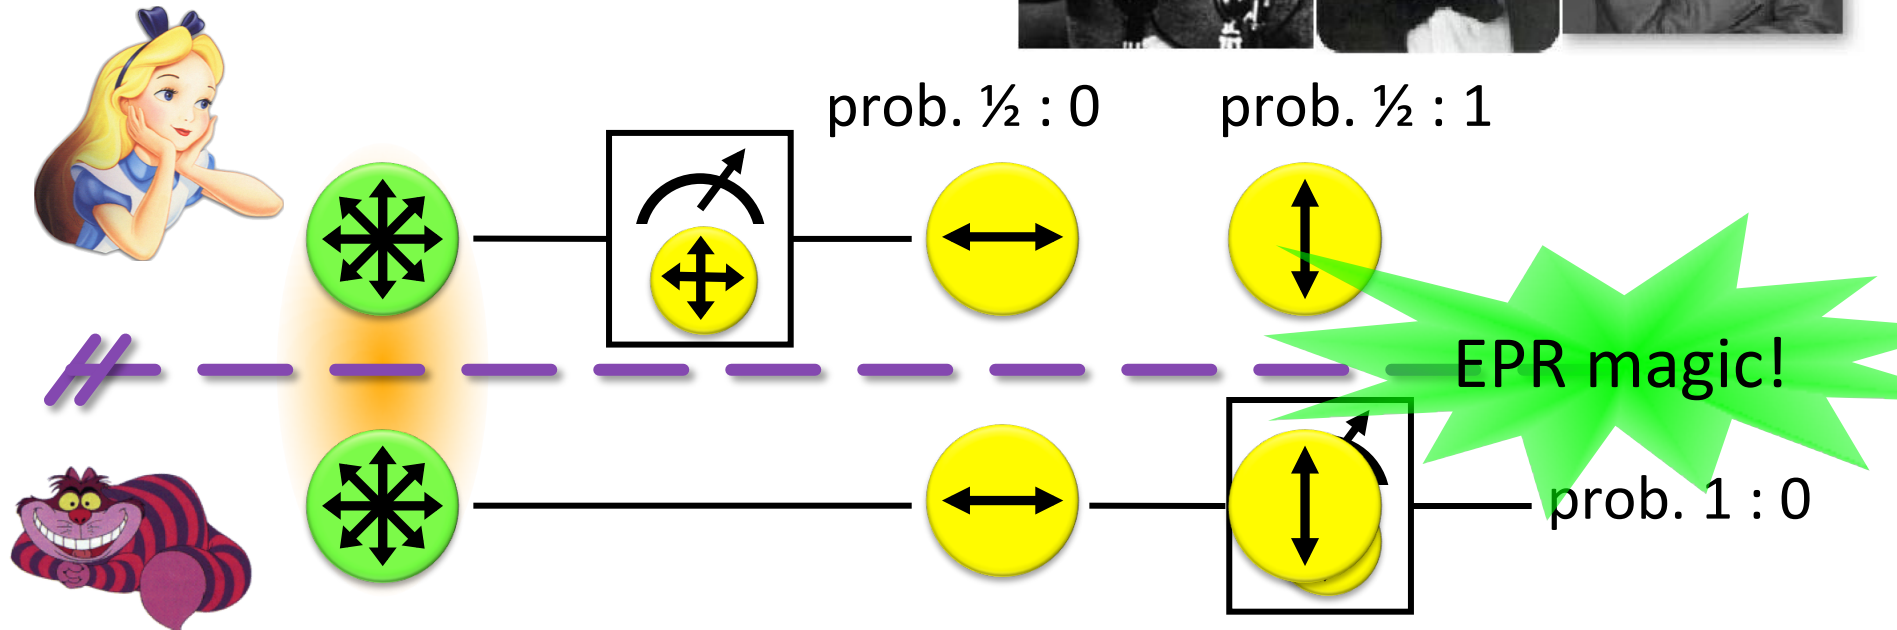 prob. ½ : 0
prob. ½ : 1
EPR magic!
prob. 1 : 0